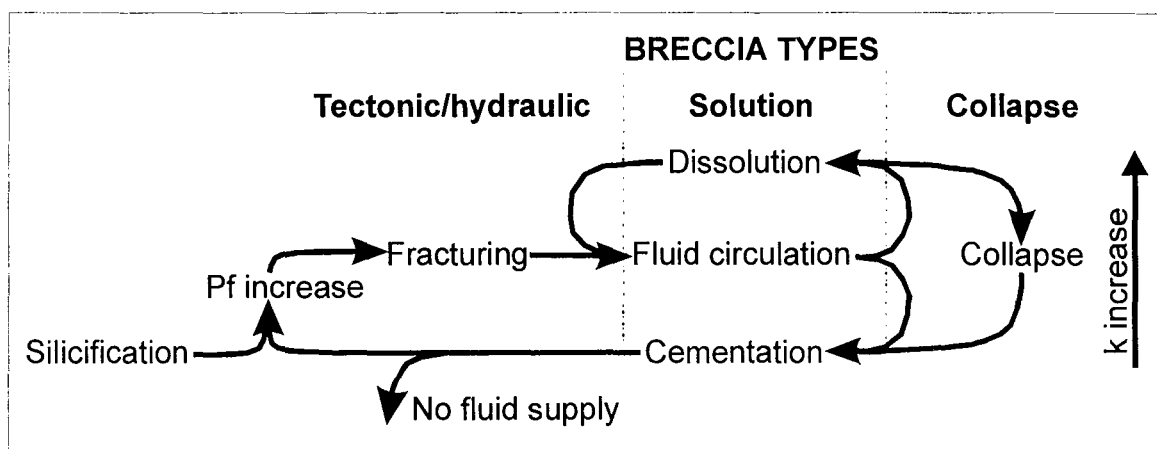 BRECCIA TYPES
Tectonic/hydraulic Solution Collapse
Dissolution
Fracturing Fluid circulation Collapse
Pf increase
Silicification Cementation
No fluid supply
k increase